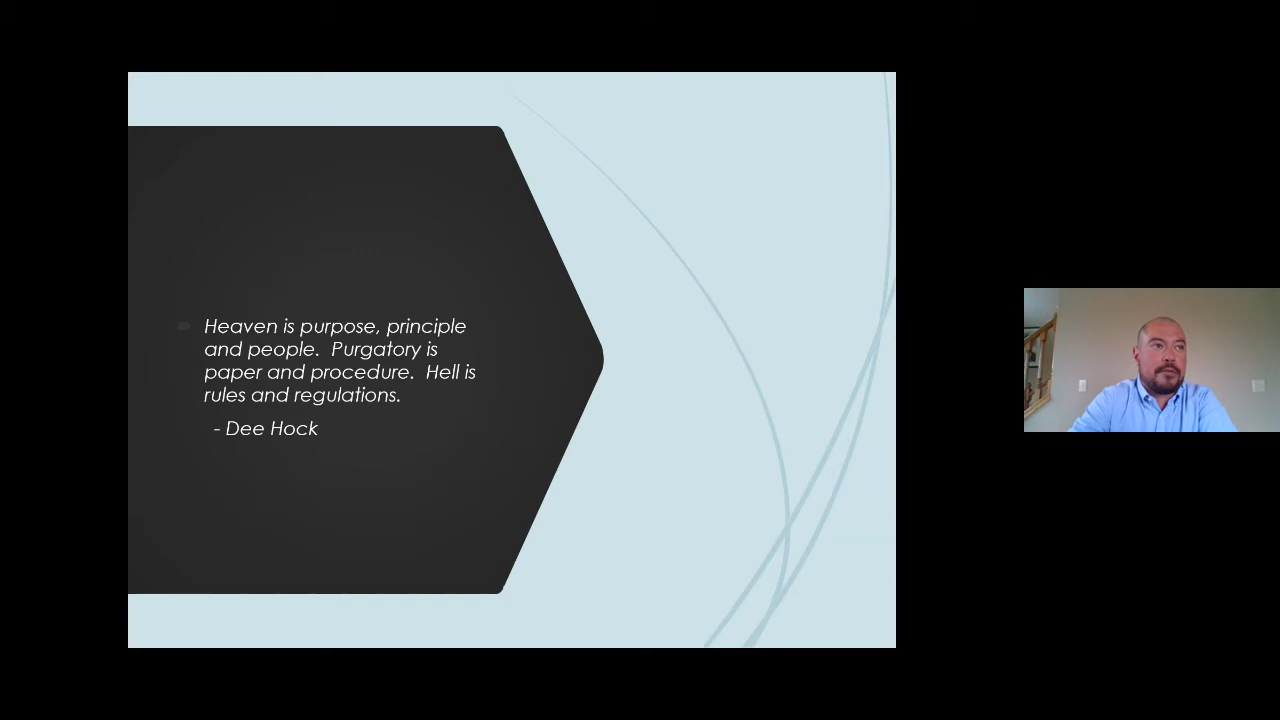 Heaven is purpose, principle
and people.  Purgatory is
paper and procedure.  Hell is
rules and regulations.
- Dee Hock